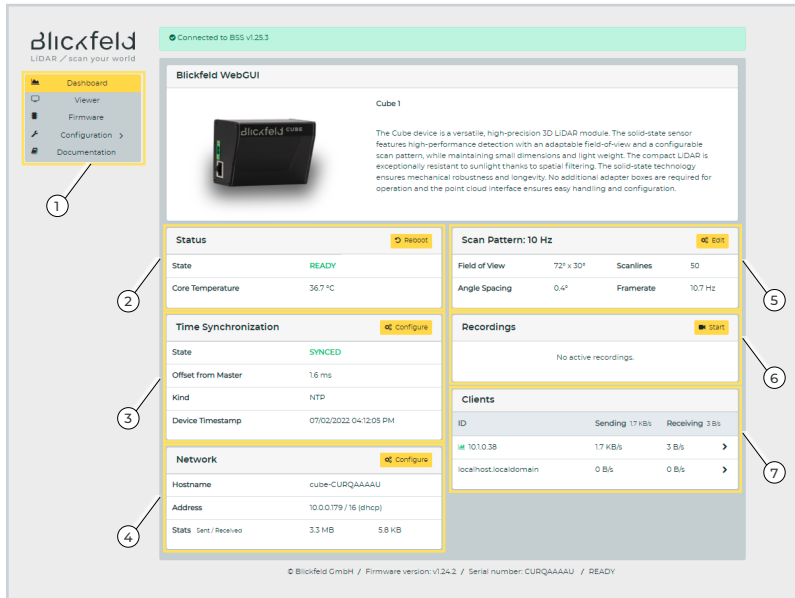 Blickfeld
LiDAR / scan your world
Dashboard
Viewer
Firmware
Configuration >
Documentation
1
Connected to BSS v1.25.3
Blickfeld WebGUI
Blickfeld CUBE
Cube 1
The Cube device is a versatile, high-precision 3D LiDAR module. The solid-state sensor
features high-performance detection with an adaptable field-of-view and a configurable
scan pattern, while maintaining small dimensions and light weight. The compact LiDAR is
exceptionally resistant to sunlight thanks to spatial filtering. The solid-state technology
ensures mechanical robustness and longevity. No additional adapter boxes are required for
operation and the point cloud interface ensures easy handling and configuration.
Status Reboot
State READY
Core Temperature 36.7 °C
2
Time Synchronization Configure
State SYNCED
Offset from Master 1.6 ms
Kind NTP
Device Timestamp 07/02/2022 04:12:05 PM
3
Network Configure
Hostname cube-CURQAAAAU
Address 10.0.0.179 / 16 (dhcp)
Stats Sent / Received 3.3 MB 5.8 KB
4
Scan Pattern: 10 Hz Edit
Field of View 72° x 30° Scanlines 50
Angle Spacing 0.4° Framerate 10.7 Hz
5
Recordings Start
No active recordings.
6
Clients
ID Sending 1.7 KB/s Receiving 3 B/s
10.1.0.38 1.7 KB/s 3 B/s >
localhost.localdomain 0 B/s 0 B/s >
7
© Blickfeld GmbH / Firmware version: v1.24.2 / Serial number: CURQAAAAU / READY